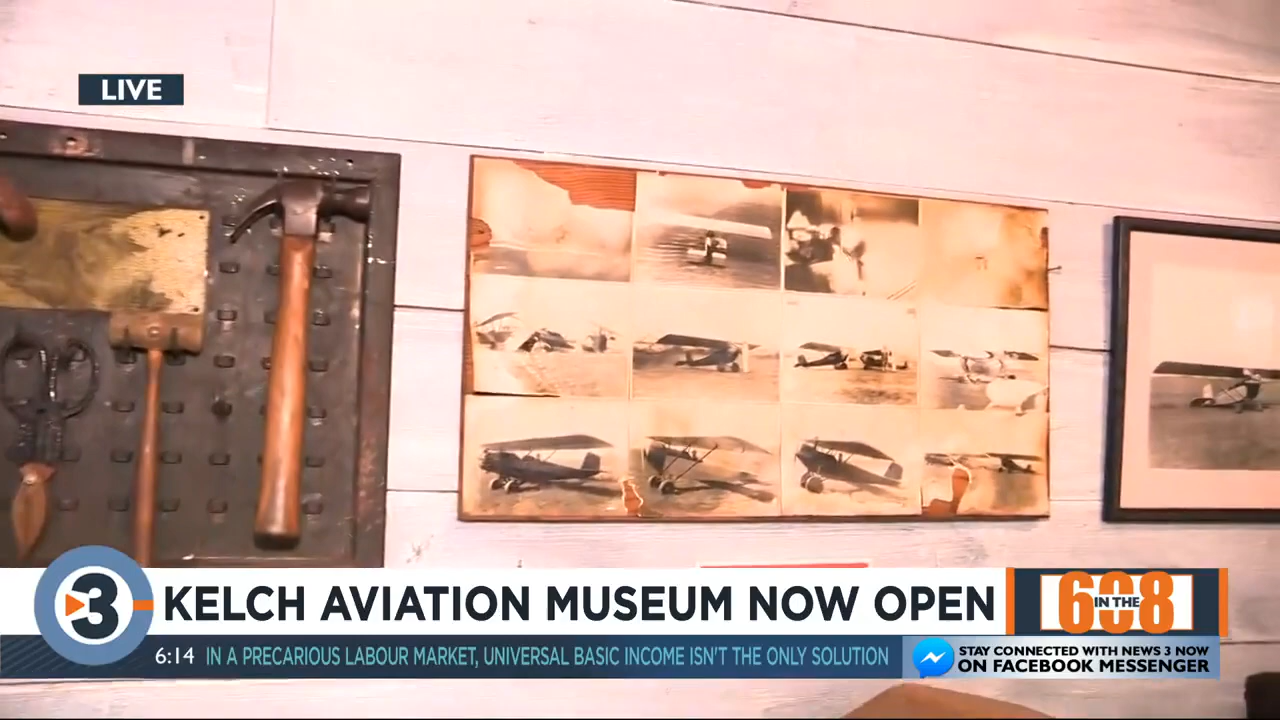 LIVE
3
KELCH AVIATION MUSEUM NOW OPEN
608
IN THE
6:14 IN A PRECARIOUS LABOUR MARKET, UNIVERSAL BASIC INCOME ISN'T THE ONLY SOLUTION
STAY CONNECTED WITH NEWS 3 NOW
ON FACEBOOK MESSENGER